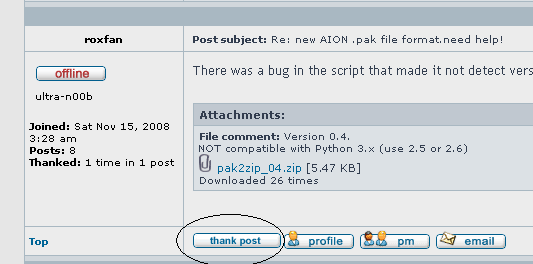 roxfan
Post subject: Re: new AION .pak file format.need help!
offline
ultra-n00b
Joined: Sat Nov 15, 2008
3:28 am
Posts: 8
Thanked: 1 time in 1 post
There was a bug in the script that made it not detect vers
Attachments:
File comment: Version 0.4.
NOT compatible with Python 3.x (use 2.5 or 2.6)
pak2zip_04.zip [5.47 KB]
Downloaded 26 times
Top
thank post
profile
pm
email